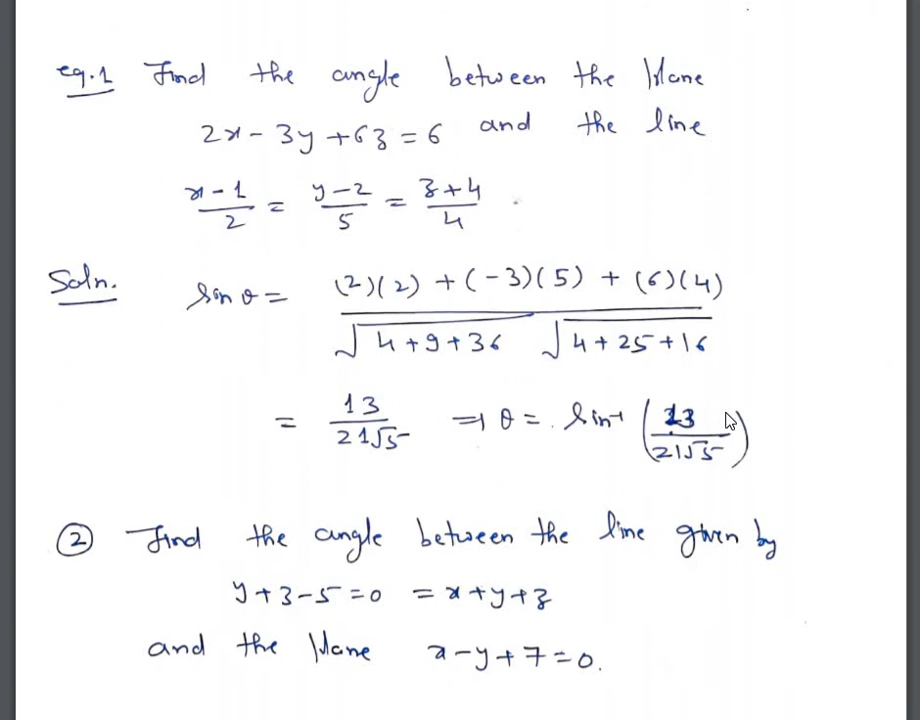 eg.1 Find the angle between the Plane
2x - 3y + 6z = 6 and the line
x-1/2 = y-2/5 = z+4/4 .
Soln. sin θ = (2)(2) + (-3)(5) + (6)(4) / √4+9+36 √4+25+16
= 13/21√5 ⇒ θ = sin⁻¹ (13/21√5)
② Find the angle between the line given by
y+z-5=0 = x+y+z
and the Plane x-y+7=0.